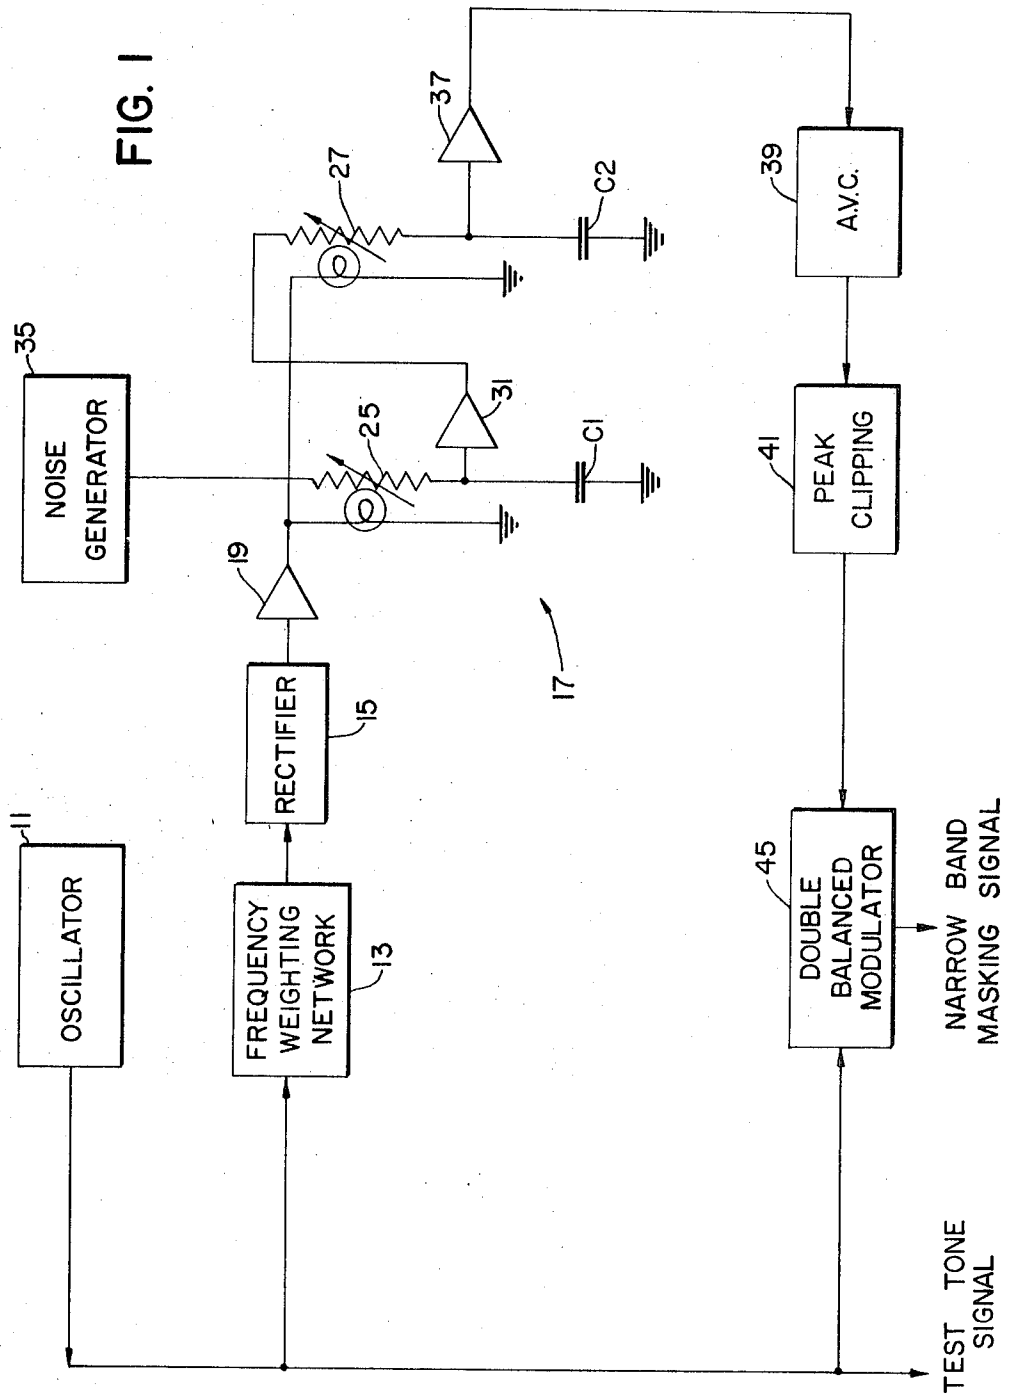 FIG. 1
35
NOISE
GENERATOR
27
37
C2
39
A.V.C.
25
31
C1
41
PEAK
CLIPPING
19
17
RECTIFIER
15
11
OSCILLATOR
FREQUENCY
WEIGHTING
NETWORK
13
45
DOUBLE
BALANCED
MODULATOR
NARROW BAND
MASKING SIGNAL
TEST TONE
SIGNAL